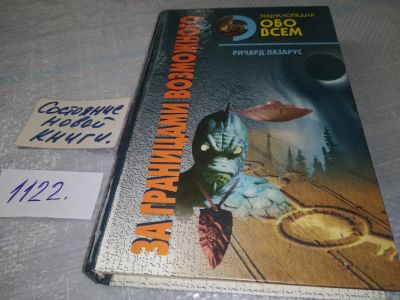 ЭНЦИКЛОПЕДИЯ
ОБО
ВСЕМ
РИЧАРД ЛАЗАРУС
ЗА ГРАНИЦАМИ ВОЗМОЖНОГО
Состояние
новой
книги.
1122.